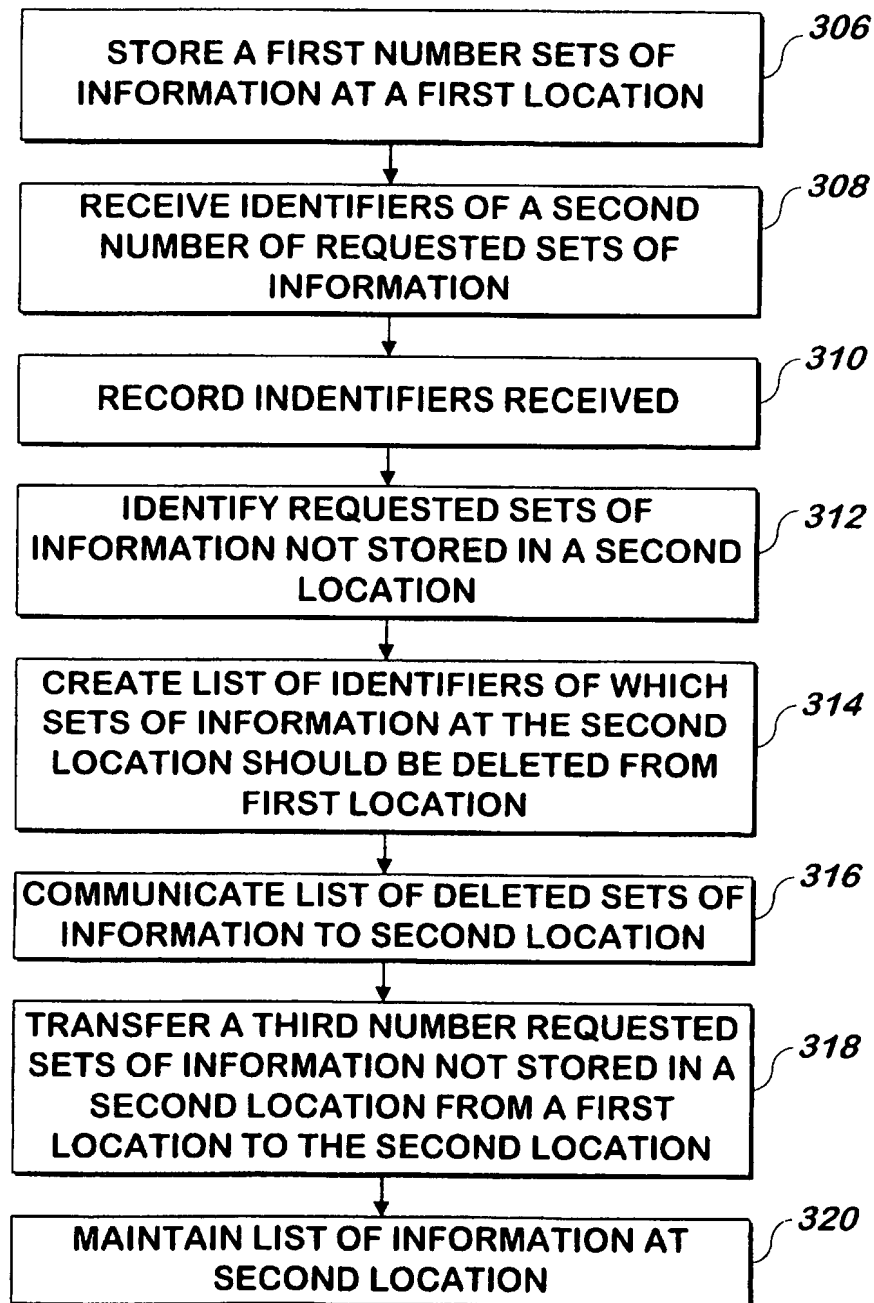 STORE A FIRST NUMBER SETS OF
INFORMATION AT A FIRST LOCATION
306
RECEIVE IDENTIFIERS OF A SECOND
NUMBER OF REQUESTED SETS OF
INFORMATION
308
RECORD INDENTIFIERS RECEIVED
310
IDENTIFY REQUESTED SETS OF
INFORMATION NOT STORED IN A SECOND
LOCATION
312
CREATE LIST OF IDENTIFIERS OF WHICH
SETS OF INFORMATION AT THE SECOND
LOCATION SHOULD BE DELETED FROM
FIRST LOCATION
314
COMMUNICATE LIST OF DELETED SETS OF
INFORMATION TO SECOND LOCATION
316
TRANSFER A THIRD NUMBER REQUESTED
SETS OF INFORMATION NOT STORED IN A
SECOND LOCATION FROM A FIRST
LOCATION TO THE SECOND LOCATION
318
MAINTAIN LIST OF INFORMATION AT
SECOND LOCATION
320